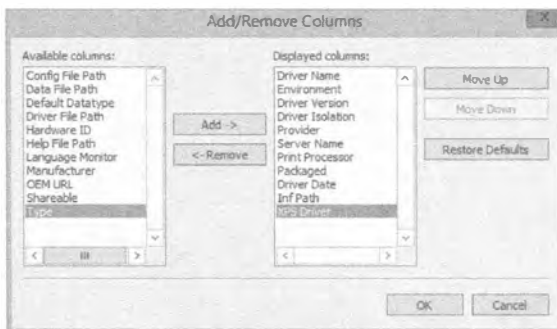 Add/Remove Columns
X
Available columns:
Config File Path
Data File Path
Default Datatype
Driver File Path
Hardware ID
Help File Path
Language Monitor
Manufacturer
OEM URL
Shareable
Type
Add ->
<-Remove
Displayed columns:
Driver Name
Environment
Driver Version
Driver Isolation
Provider
Server Name
Print Processor
Packaged
Driver Date
Inf Path
XPS Driver
Move Up
Move Down
Restore Defaults
OK
Cancel